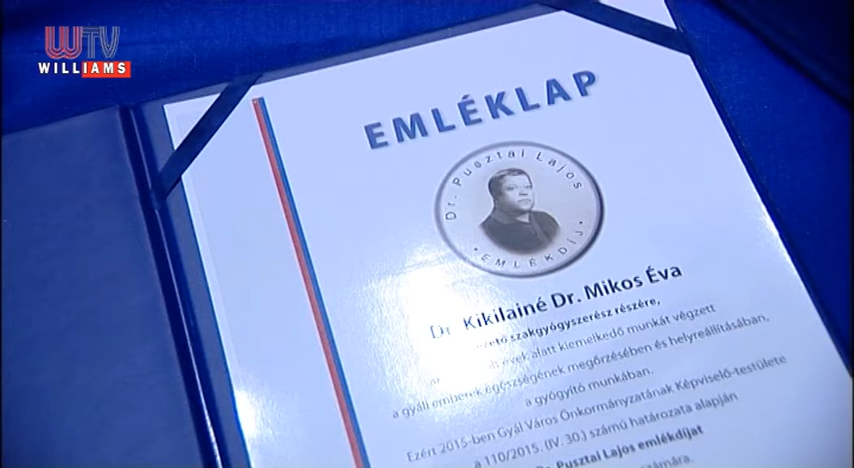 WTV
WILLIAMS
EMLÉKLAP
Dr. Pusztai Lajos
• EMLÉKDÍJ •
Dr. Kikilainé Dr. Mikos Éva
szakgyógyszerész részére,
évek alatt kiemelkedő munkát végzett
a gyáli emberek egészségének megőrzésében és helyreállításában,
a gyógyító munkában.
Ezért 2015-ben Gyál Város Önkormányzatának Képviselő-testülete
a 110/2015. (IV. 30.) számú határozata alapján
Dr. Pusztai Lajos emlékdíjat
számára.